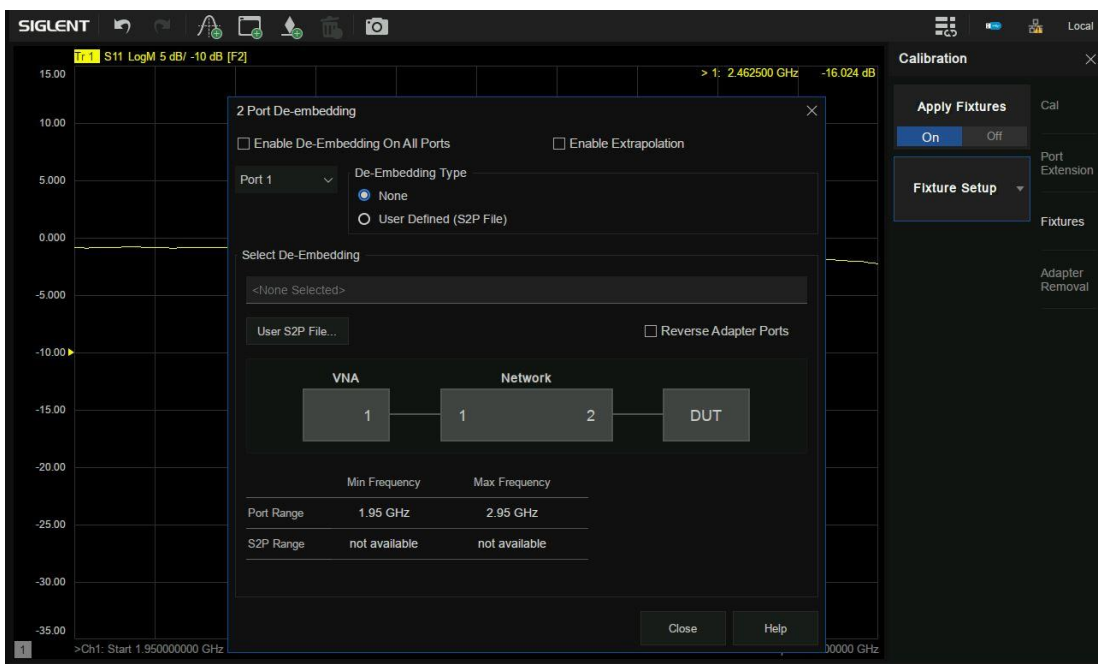 SIGLENT
Local
Tr 1 S11 LogM 5 dB/ -10 dB [F2]
> 1: 2.462500 GHz -16.024 dB
15.00
10.00
5.000
0.000
-5.000
-10.00
-15.00
-20.00
-25.00
-30.00
-35.00
2 Port De-embedding
Enable De-Embedding On All Ports
Enable Extrapolation
Port 1
De-Embedding Type
None
User Defined (S2P File)
Select De-Embedding
<None Selected>
User S2P File...
Reverse Adapter Ports
VNA Network
1 1 2 DUT
Min Frequency Max Frequency
Port Range 1.95 GHz 2.95 GHz
S2P Range not available not available
Close Help
1 >Ch1: Start 1.950000000 GHz
00000 GHz
Calibration
Apply Fixtures
On Off
Fixture Setup
Cal
Port
Extension
Fixtures
Adapter
Removal